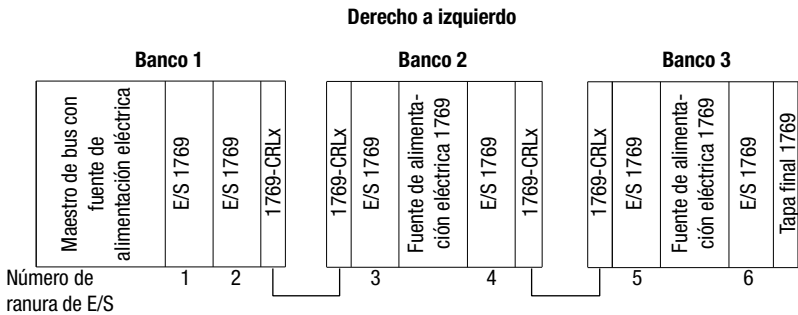 Derecho a izquierdo
Banco 1
Maestro de bus con
fuente de
alimentación eléctrica
E/S 1769
E/S 1769
1769-CRLx
Banco 2
1769-CRLx
E/S 1769
Fuente de alimenta-
ción eléctrica 1769
E/S 1769
1769-CRLx
Banco 3
1769-CRLx
E/S 1769
Fuente de alimenta-
ción eléctrica 1769
E/S 1769
Tapa final 1769
Número de
ranura de E/S
1 2 3 4 5 6